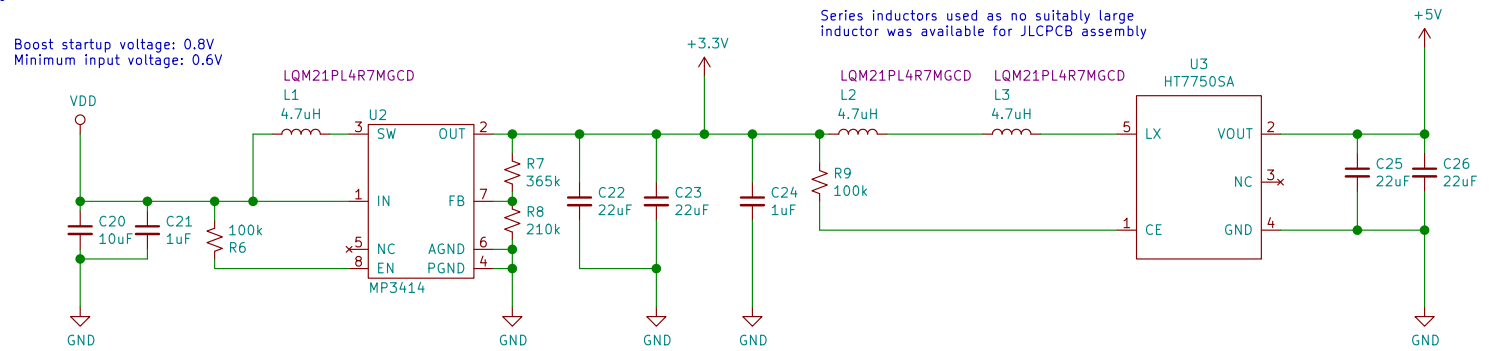 Boost startup voltage: 0.8V
Minimum input voltage: 0.6V
VDD
C20
10uF
C21
1uF
GND
100k
R6
LQM21PL4R7MGCD
L1
4.7uH
U2
3 SW OUT 2
1 IN FB 7
5 NC AGND 6
8 EN PGND 4
MP3414
R7
365k
R8
210k
GND
C22
22uF
C23
22uF
GND
+3.3V
C24
1uF
GND
Series inductors used as no suitably large
inductor was available for JLCPCB assembly
R9
100k
LQM21PL4R7MGCD
L2
4.7uH
LQM21PL4R7MGCD
L3
4.7uH
U3
HT7750SA
5 LX VOUT 2
NC 3
1 CE GND 4
+5V
C25
22uF
C26
22uF
GND